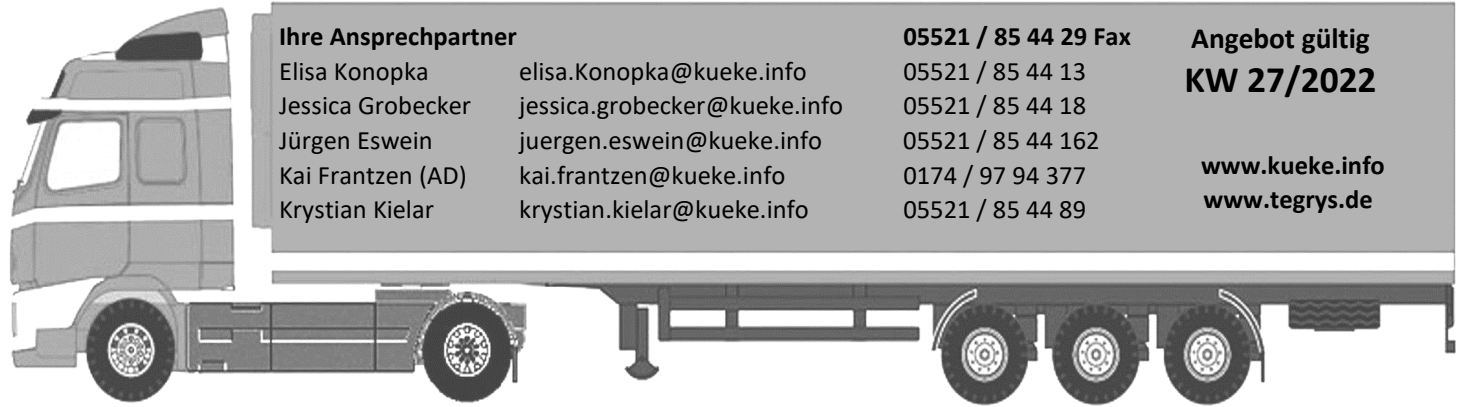 Ihre Ansprechpartner 05521 / 85 44 29 Fax
Elisa Konopka elisa.Konopka@kueke.info 05521 / 85 44 13
Jessica Grobecker jessica.grobecker@kueke.info 05521 / 85 44 18
Jürgen Eswein juergen.eswein@kueke.info 05521 / 85 44 162
Kai Frantzen (AD) kai.frantzen@kueke.info 0174 / 97 94 377
Krystian Kielar krystian.kielar@kueke.info 05521 / 85 44 89
Angebot gültig
KW 27/2022
www.kueke.info
www.tegrys.de